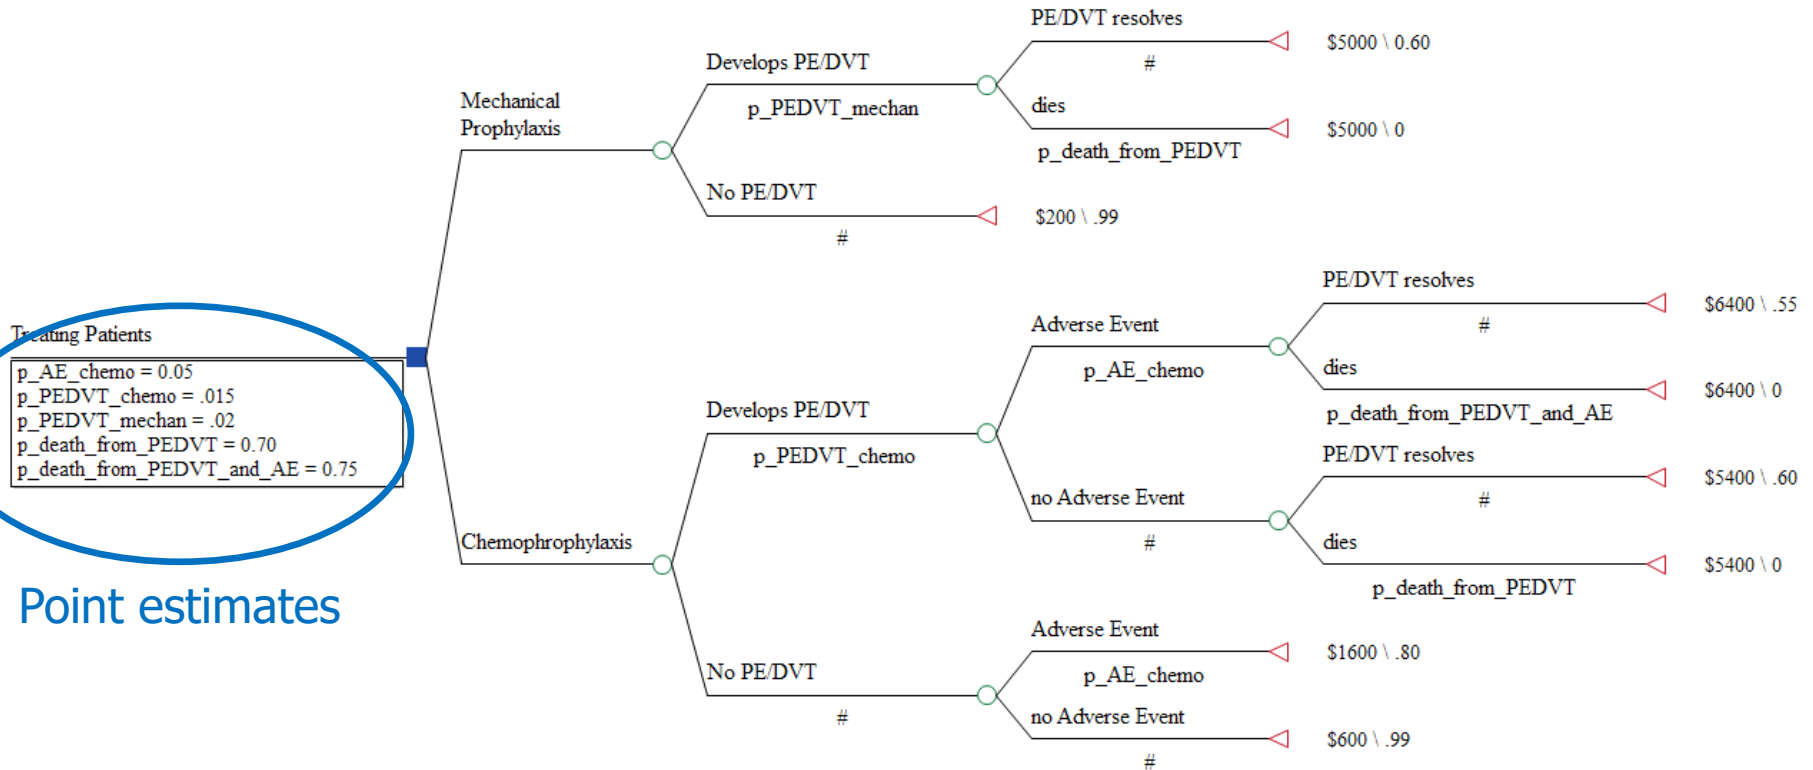 PE/DVT resolves
$5000 \ 0.60
#
Develops PE/DVT
p_PEDVT_mechan
dies
$5000 \ 0
p_death_from_PEDVT
Mechanical
Prophylaxis
No PE/DVT
$200 \ .99
#
Treating Patients
p_AE_chemo = 0.05
p_PEDVT_chemo = .015
p_PEDVT_mechan = .02
p_death_from_PEDVT = 0.70
p_death_from_PEDVT_and_AE = 0.75
Point estimates
PE/DVT resolves
$6400 \ .55
#
Adverse Event
p_AE_chemo
dies
$6400 \ 0
p_death_from_PEDVT_and_AE
Develops PE/DVT
p_PEDVT_chemo
PE/DVT resolves
$5400 \ .60
#
no Adverse Event
#
dies
$5400 \ 0
p_death_from_PEDVT
Chemophrophylaxis
Adverse Event
$1600 \ .80
p_AE_chemo
No PE/DVT
#
no Adverse Event
$600 \ .99
#